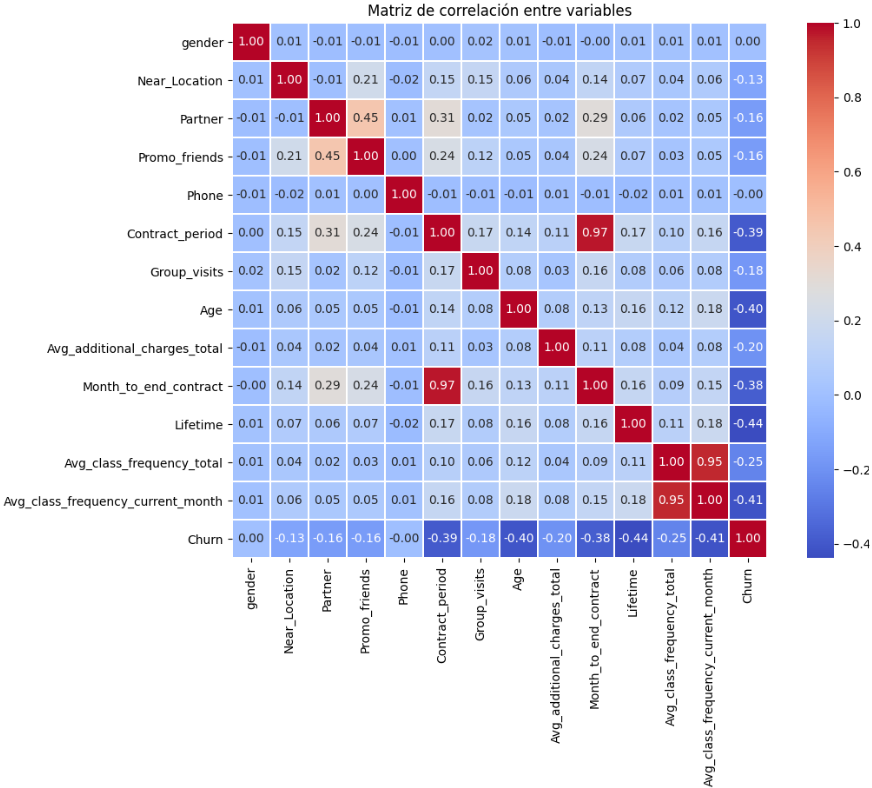 Matriz de correlación entre variables
gender 1.00 0.01 -0.01 -0.01 -0.01 0.00 0.02 0.01 -0.01 -0.00 0.01 0.01 0.01 0.00
Near_Location 0.01 1.00 -0.01 0.21 -0.02 0.15 0.15 0.06 0.04 0.14 0.07 0.04 0.06 -0.13
Partner -0.01 -0.01 1.00 0.45 0.01 0.31 0.02 0.05 0.02 0.29 0.06 0.02 0.05 -0.16
Promo_friends -0.01 0.21 0.45 1.00 0.00 0.24 0.12 0.05 0.04 0.24 0.07 0.03 0.05 -0.16
Phone -0.01 -0.02 0.01 0.00 1.00 -0.01 -0.01 -0.01 0.01 -0.01 -0.02 0.01 0.01 -0.00
Contract_period 0.00 0.15 0.31 0.24 -0.01 1.00 0.17 0.14 0.11 0.97 0.17 0.10 0.16 -0.39
Group_visits 0.02 0.15 0.02 0.12 -0.01 0.17 1.00 0.08 0.03 0.16 0.08 0.06 0.08 -0.18
Age 0.01 0.06 0.05 0.05 -0.01 0.14 0.08 1.00 0.08 0.13 0.16 0.12 0.18 -0.40
Avg_additional_charges_total -0.01 0.04 0.02 0.04 0.01 0.11 0.03 0.08 1.00 0.11 0.08 0.04 0.08 -0.20
Month_to_end_contract -0.00 0.14 0.29 0.24 -0.01 0.97 0.16 0.13 0.11 1.00 0.16 0.09 0.15 -0.38
Lifetime 0.01 0.07 0.06 0.07 -0.02 0.17 0.08 0.16 0.08 0.16 1.00 0.11 0.18 -0.44
Avg_class_frequency_total 0.01 0.04 0.02 0.03 0.01 0.10 0.06 0.12 0.04 0.09 0.11 1.00 0.95 -0.25
Avg_class_frequency_current_month 0.01 0.06 0.05 0.05 0.01 0.16 0.08 0.18 0.08 0.15 0.18 0.95 1.00 -0.41
Churn 0.00 -0.13 -0.16 -0.16 -0.00 -0.39 -0.18 -0.40 -0.20 -0.38 -0.44 -0.25 -0.41 1.00
gender
Near_Location
Partner
Promo_friends
Phone
Contract_period
Group_visits
Age
Avg_additional_charges_total
Month_to_end_contract
Lifetime
Avg_class_frequency_total
Avg_class_frequency_current_month
Churn
1.0
0.8
0.6
0.4
0.2
0.0
−0.2
−0.4